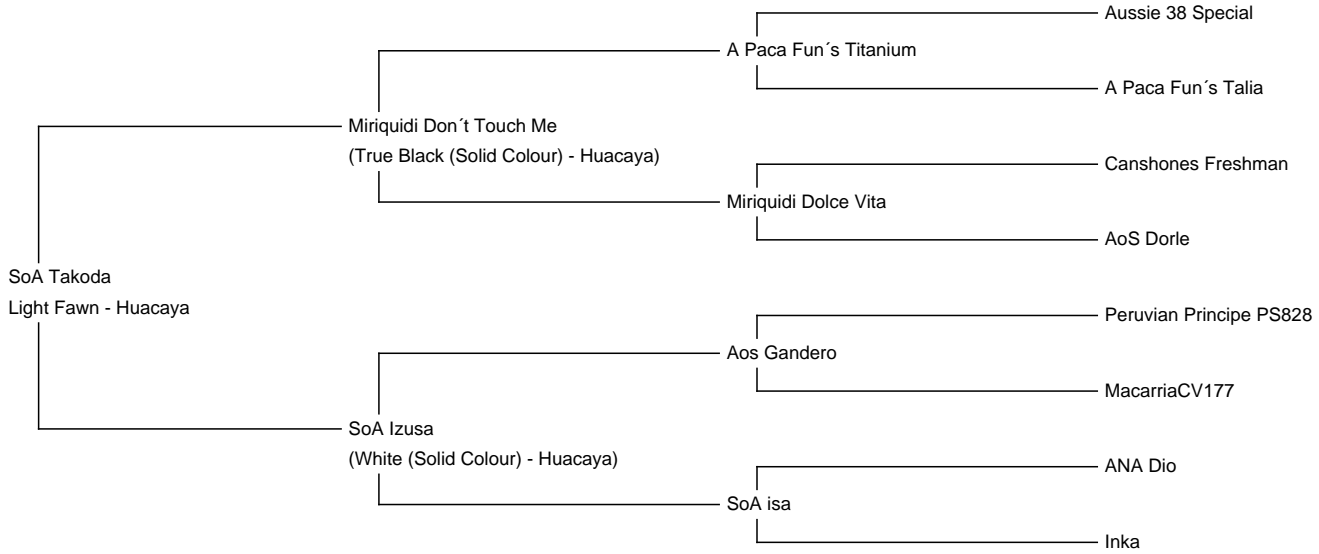 Aussie 38 Special
A Paca Fun´s Titanium
A Paca Fun´s Talia
Miriquidi Don´t Touch Me
(True Black (Solid Colour) - Huacaya)
Canshones Freshman
Miriquidi Dolce Vita
AoS Dorle
SoA Takoda
Light Fawn - Huacaya
Peruvian Principe PS828
Aos Gandero
MacarriaCV177
SoA Izusa
(White (Solid Colour) - Huacaya)
ANA Dio
SoA isa
Inka